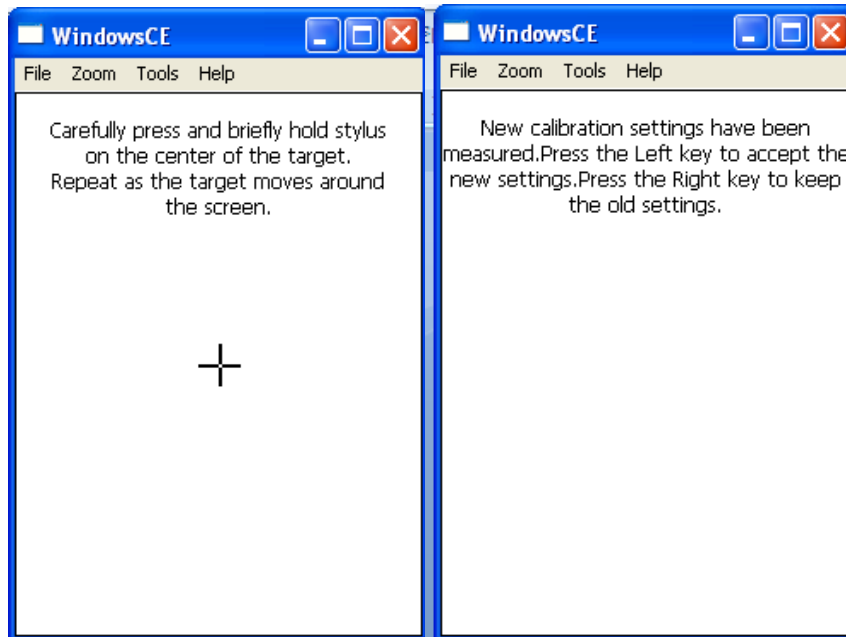 WindowsCE
File Zoom Tools Help
Carefully press and briefly hold stylus
on the center of the target.
Repeat as the target moves around
the screen.
WindowsCE
File Zoom Tools Help
New calibration settings have been
measured.Press the Left key to accept the
new settings.Press the Right key to keep
the old settings.